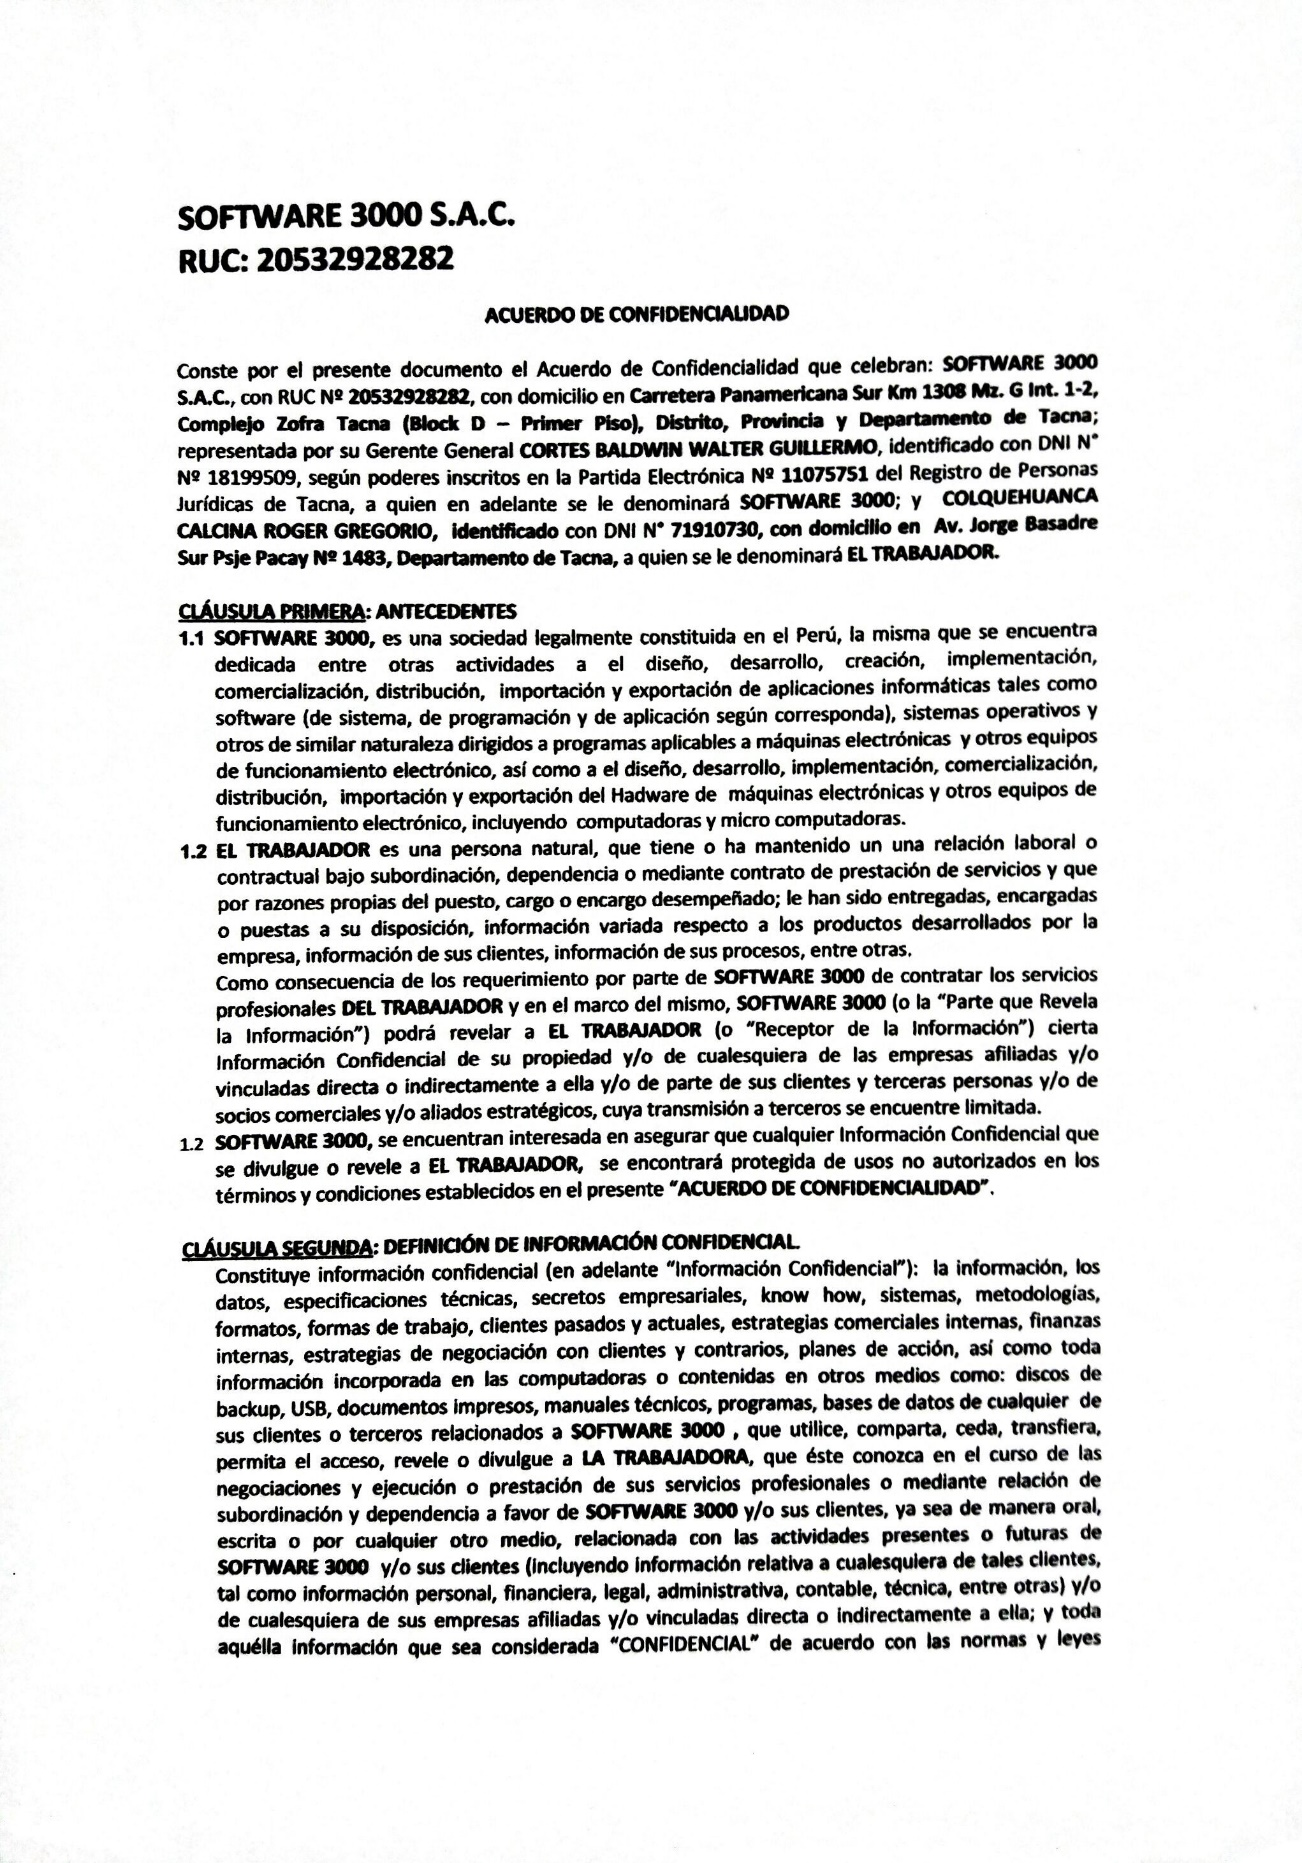 SOFTWARE 3000 S.A.C.
RUC: 20532928282
ACUERDO DE CONFIDENCIALIDAD
Conste por el presente documento el Acuerdo de Confidencialidad que celebran: SOFTWARE 3000
S.A.C., con RUC Nº 20532928282, con domicilio en Carretera Panamericana Sur Km 1308 Mz. G Int. 1-2,
Complejo Zofra Tacna (Block D – Primer Piso), Distrito, Provincia y Departamento de Tacna;
representada por su Gerente General CORTES BALDWIN WALTER GUILLERMO, identificado con DNI N°
Nº 18199509, según poderes inscritos en la Partida Electrónica Nº 11075751 del Registro de Personas
Jurídicas de Tacna, a quien en adelante se le denominará SOFTWARE 3000; y COLQUEHUANCA
CALCINA ROGER GREGORIO, identificado con DNI N° 71910730, con domicilio en Av. Jorge Basadre
Sur Psje Pacay Nº 1483, Departamento de Tacna, a quien se le denominará EL TRABAJADOR.
CLÁUSULA PRIMERA: ANTECEDENTES
1.1 SOFTWARE 3000, es una sociedad legalmente constituida en el Perú, la misma que se encuentra
dedicada entre otras actividades a el diseño, desarrollo, creación, implementación,
comercialización, distribución, importación y exportación de aplicaciones informáticas tales como
software (de sistema, de programación y de aplicación según corresponda), sistemas operativos y
otros de similar naturaleza dirigidos a programas aplicables a máquinas electrónicas y otros equipos
de funcionamiento electrónico, así como a el diseño, desarrollo, implementación, comercialización,
distribución, importación y exportación del Hadware de máquinas electrónicas y otros equipos de
funcionamiento electrónico, incluyendo computadoras y micro computadoras.
1.2 EL TRABAJADOR es una persona natural, que tiene o ha mantenido un una relación laboral o
contractual bajo subordinación, dependencia o mediante contrato de prestación de servicios y que
por razones propias del puesto, cargo o encargo desempeñado; le han sido entregadas, encargadas
o puestas a su disposición, información variada respecto a los productos desarrollados por la
empresa, información de sus clientes, información de sus procesos, entre otras.
Como consecuencia de los requerimiento por parte de SOFTWARE 3000 de contratar los servicios
profesionales DEL TRABAJADOR y en el marco del mismo, SOFTWARE 3000 (o la "Parte que Revela
la Información") podrá revelar a EL TRABAJADOR (o "Receptor de la Información") cierta
Información Confidencial de su propiedad y/o de cualesquiera de las empresas afiliadas y/o
vinculadas directa o indirectamente a ella y/o de parte de sus clientes y terceras personas y/o de
socios comerciales y/o aliados estratégicos, cuya transmisión a terceros se encuentre limitada.
1.2 SOFTWARE 3000, se encuentran interesada en asegurar que cualquier Información Confidencial que
se divulgue o revele a EL TRABAJADOR, se encontrará protegida de usos no autorizados en los
términos y condiciones establecidos en el presente "ACUERDO DE CONFIDENCIALIDAD".
CLÁUSULA SEGUNDA: DEFINICIÓN DE INFORMACIÓN CONFIDENCIAL
Constituye información confidencial (en adelante "Información Confidencial"): la información, los
datos, especificaciones técnicas, secretos empresariales, know how, sistemas, metodologías,
formatos, formas de trabajo, clientes pasados y actuales, estrategias comerciales internas, finanzas
internas, estrategias de negociación con clientes y contrarios, planes de acción, así como toda
información incorporada en las computadoras o contenidas en otros medios como: discos de
backup, USB, documentos impresos, manuales técnicos, programas, bases de datos de cualquier de
sus clientes o terceros relacionados a SOFTWARE 3000 , que utilice, comparta, ceda, transfiera,
permita el acceso, revele o divulgue a LA TRABAJADORA, que éste conozca en el curso de las
negociaciones y ejecución o prestación de sus servicios profesionales o mediante relación de
subordinación y dependencia a favor de SOFTWARE 3000 y/o sus clientes, ya sea de manera oral,
escrita o por cualquier otro medio, relacionada con las actividades presentes o futuras de
SOFTWARE 3000 y/o sus clientes (incluyendo información relativa a cualesquiera de tales clientes,
tal como información personal, financiera, legal, administrativa, contable, técnica, entre otras) y/o
de cualesquiera de sus empresas afiliadas y/o vinculadas directa o indirectamente a ella; y toda
aquélla información que sea considerada "CONFIDENCIAL" de acuerdo con las normas y leyes